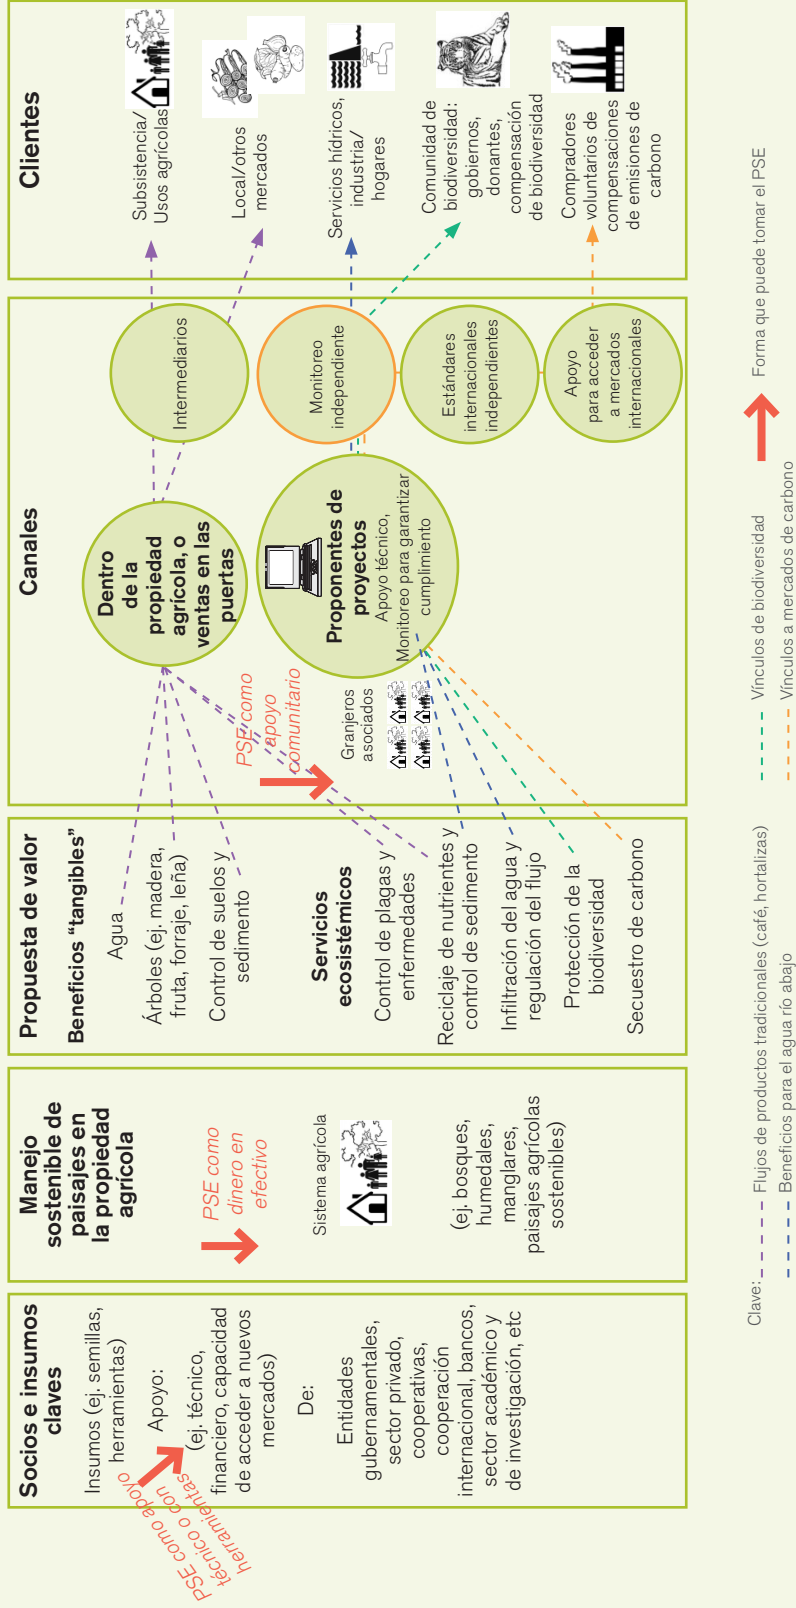 Socios e insumos
claves
Insumos (ej. semillas,
herramientas)
Apoyo:
(ej. técnico,
financiero, capacidad
de acceder a nuevos
mercados)
De:
Entidades
gubernamentales,
sector privado,
cooperativas,
cooperación
internacional, bancos,
sector académico y
de investigación, etc
PSE como apoyo
técnico o con
herramientas
Manejo
sostenible de
paisajes en
la propiedad
agrícola
PSE como
dinero en
efectivo
Sistema agrícola
(ej. bosques,
humedales,
manglares,
paisajes agrícolas
sostenibles)
Propuesta de valor
Beneficios “tangibles”
Agua
Árboles (ej. madera,
fruta, forraje, leña)
Control de suelos y
sedimento
Servicios
ecosistémicos
Control de plagas y
enfermedades
Reciclaje de nutrientes y
control de sedimento
Infiltración del agua y
regulación del flujo
Protección de la
biodiversidad
Secuestro de carbono
Canales
Dentro
de la
propiedad
agrícola, o
ventas en las
puertas
PSE como
apoyo
comunitario
Granjeros
asociados
Proponentes de
proyectos
Apoyo técnico,
Monitoreo para garantizar
cumplimiento
Intermediarios
Monitoreo
independiente
Estándares
internacionales
independientes
Apoyo
para acceder
a mercados
internacionales
Clientes
Subsistencia/
Usos agrícolas
Local/otros
mercados
Servicios hídricos,
industria/
hogares
Comunidad de
biodiversidad:
gobiernos,
donantes,
compensación
de biodiversidad
Compradores
voluntarios de
compensaciones
de emisiones de
carbono
Clave:
Flujos de productos tradicionales (café, hortalizas)
Beneficios para el agua río abajo
Vínculos de biodiversidad
Vínculos a mercados de carbono
Forma que puede tomar el PSE